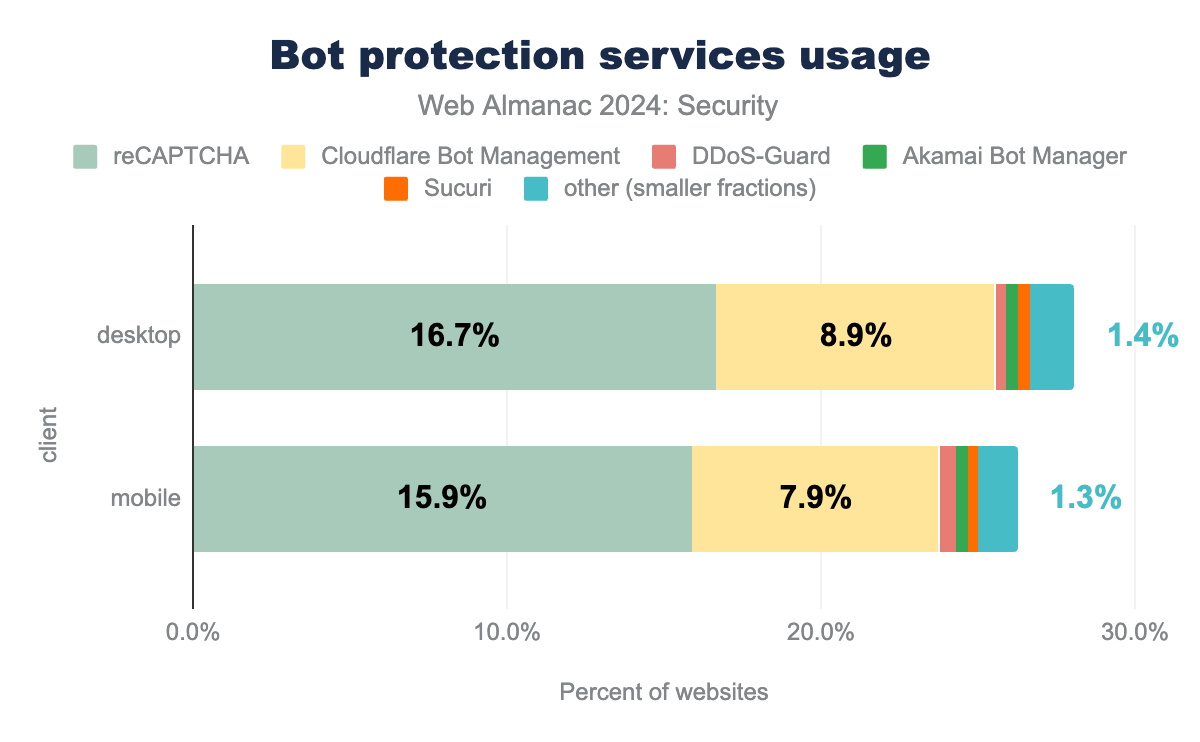 Bot protection services usage
Web Almanac 2024: Security
reCAPTCHA Cloudflare Bot Management DDoS-Guard Akamai Bot Manager
Sucuri other (smaller fractions)
desktop 16.7% 8.9% 1.4%
client
mobile 15.9% 7.9% 1.3%
0.0% 10.0% 20.0% 30.0%
Percent of websites